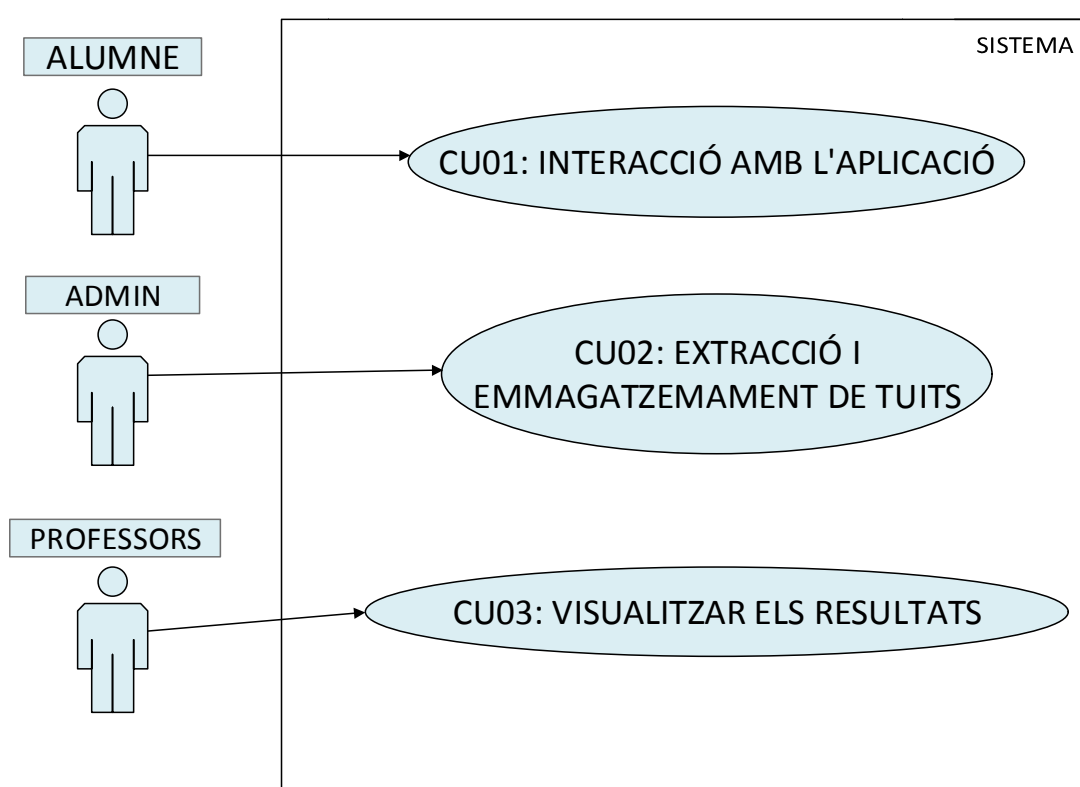 SISTEMA
ALUMNE
CU01: INTERACCIÓ AMB L'APLICACIÓ
ADMIN
CU02: EXTRACCIÓ I
EMMAGATZEMAMENT DE TUITS
PROFESSORS
CU03: VISUALITZAR ELS RESULTATS